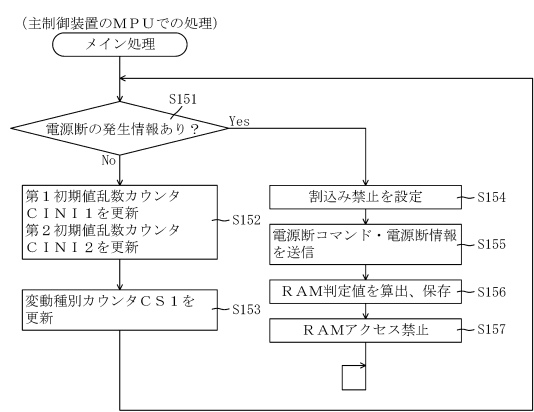 (主制御装置のＭＰＵでの処理)
メイン処理
S151
電源断の発生情報あり？
Yes
No
第１初期値乱数カウンタ
ＣＩＮＩ１を更新
第２初期値乱数カウンタ
ＣＩＮＩ２を更新
S152
変動種別カウンタＣＳ１を
更新
S153
割込み禁止を設定
S154
電源断コマンド・電源断情報
を送信
S155
ＲＡＭ判定値を算出、保存
S156
ＲＡＭアクセス禁止
S157